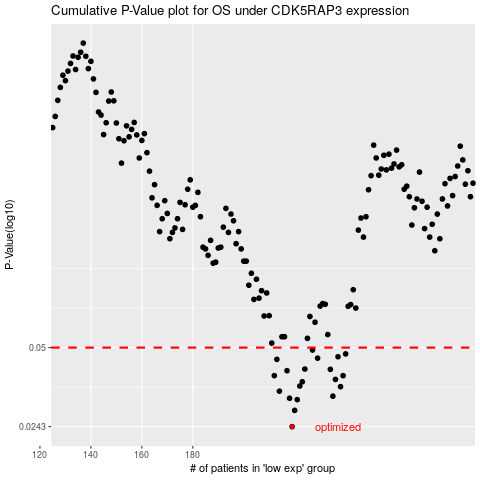 Cumulative P-Value plot for OS under CDK5RAP3 expression
P-Value(log10)
0.05
0.0243
optimized
120 140 160 180
# of patients in 'low exp' group